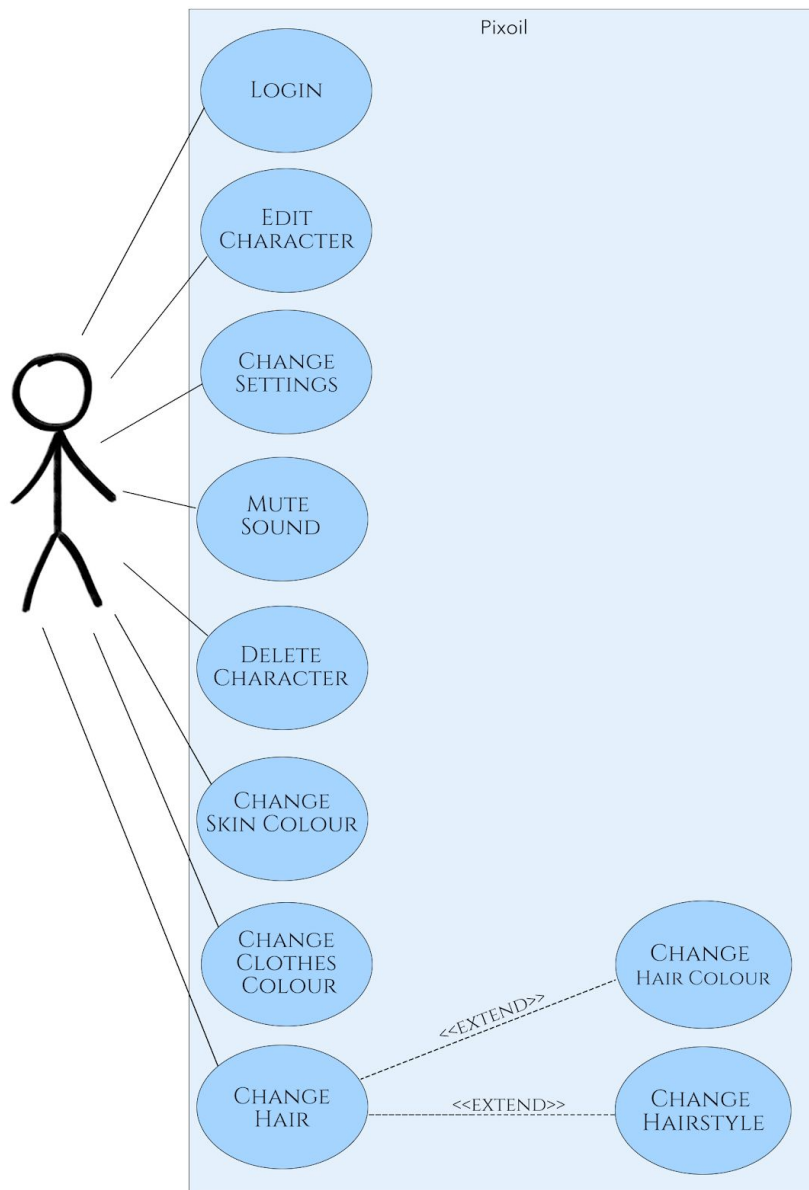 Pixoil
LOGIN
EDIT
CHARACTER
CHANGE
SETTINGS
MUTE
SOUND
DELETE
CHARACTER
CHANGE
SKIN COLOUR
CHANGE
CLOTHES
COLOUR
CHANGE
HAIR COLOUR
<<EXTEND>>
CHANGE
HAIR
<<EXTEND>>
CHANGE
HAIRSTYLE